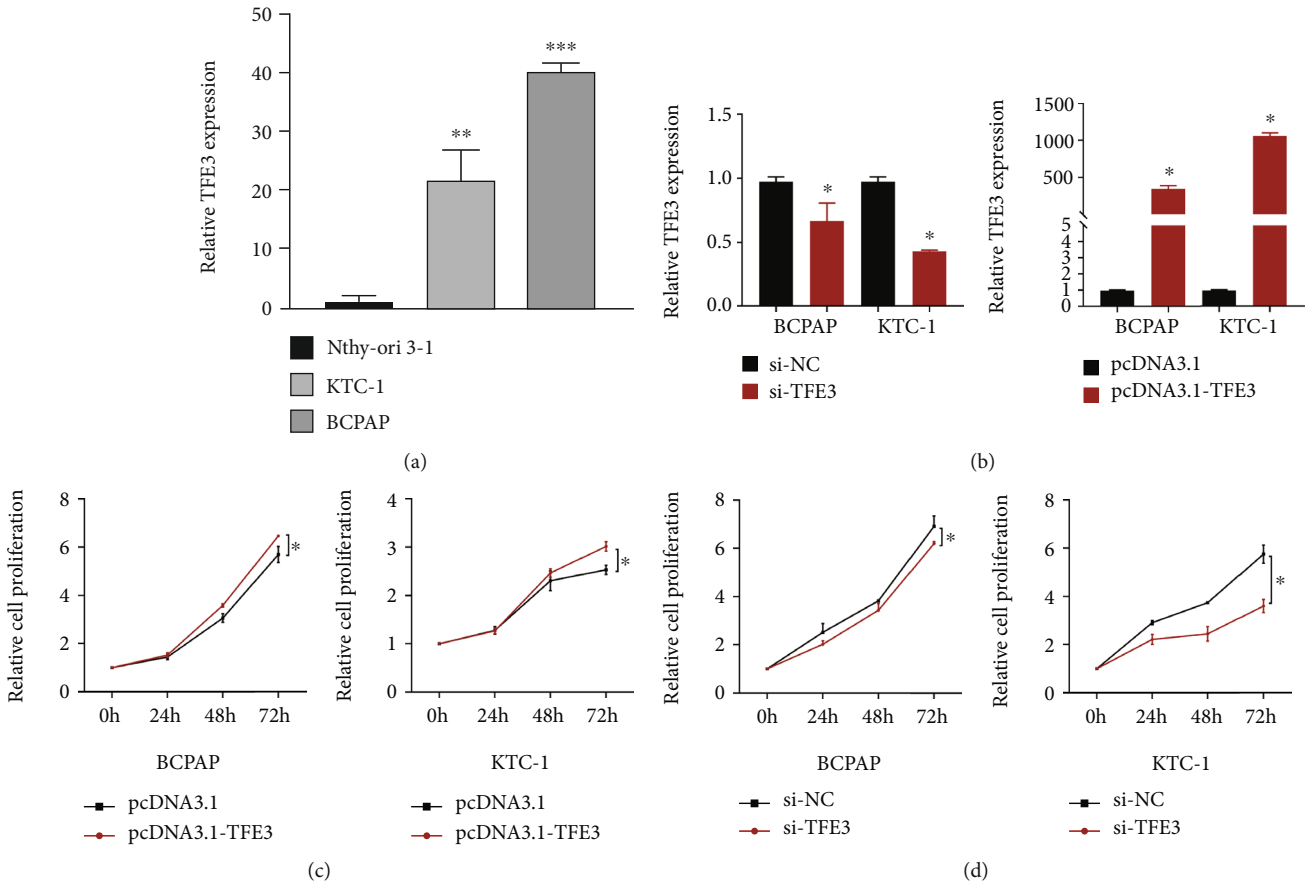 Relative TFE3 expression
50
40
30
20
10
0
**
***
Nthy-ori 3-1
KTC-1
BCPAP
(a)
Relative TFE3 expression
1.5
1.0
0.5
0.0
*
*
BCPAP
KTC-1
si-NC
si-TFE3
Relative TFE3 expression
1500
1000
500
5
4
3
2
1
0
*
*
BCPAP
KTC-1
pcDNA3.1
pcDNA3.1-TFE3
(b)
Relative cell proliferation
8
6
4
2
0
*
0h 24h 48h 72h
BCPAP
pcDNA3.1
pcDNA3.1-TFE3
Relative cell proliferation
4
3
2
1
0
*
0h 24h 48h 72h
KTC-1
pcDNA3.1
pcDNA3.1-TFE3
(c)
Relative cell proliferation
8
6
4
2
0
*
0h 24h 48h 72h
BCPAP
si-NC
si-TFE3
Relative cell proliferation
8
6
4
2
0
*
0h 24h 48h 72h
KTC-1
si-NC
si-TFE3
(d)